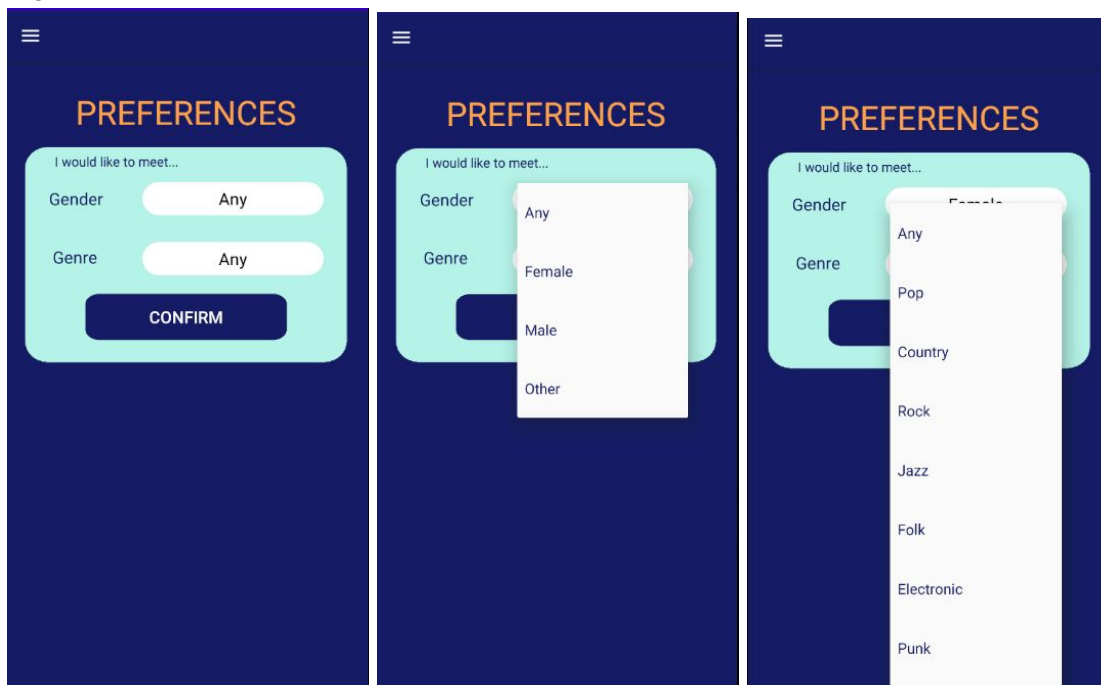 PREFERENCES
I would like to meet...
Gender
Any
Genre
Any
CONFIRM
PREFERENCES
I would like to meet...
Gender
Genre
Any
Female
Male
Other
PREFERENCES
I would like to meet...
Gender
Female
Genre
Any
Pop
Country
Rock
Jazz
Folk
Electronic
Punk